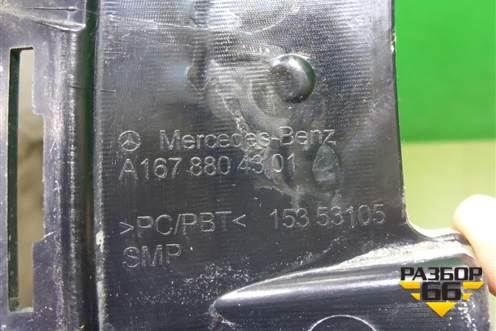 Mercedes-Benz
A167 880 43 01
>PC/PBT< 153 53105
SMP
РАЗБОР
66